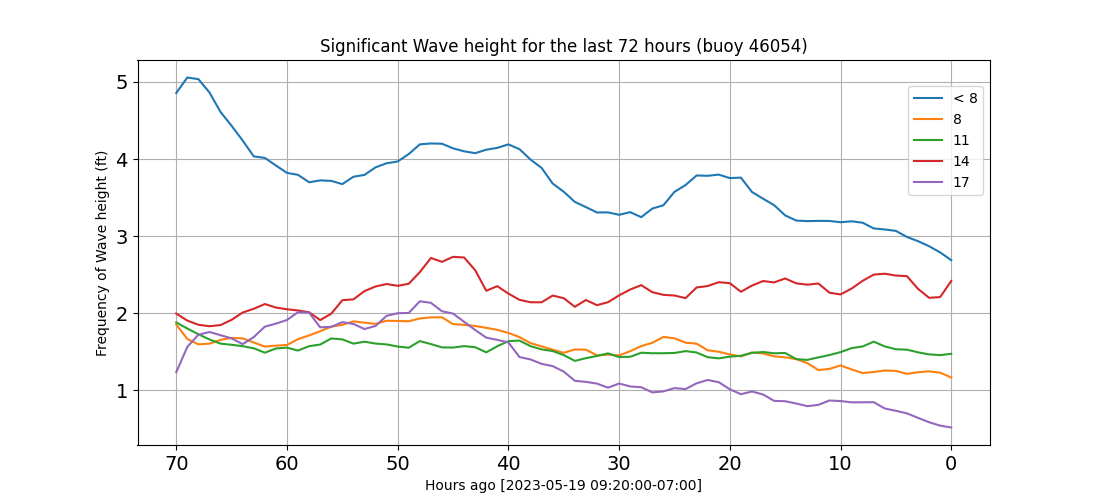 Significant Wave height for the last 72 hours (buoy 46054)
Frequency of Wave height (ft)
5
4
3
2
1
< 8
8
11
14
17
70 60 50 40 30 20 10 0
Hours ago [2023-05-19 09:20:00-07:00]